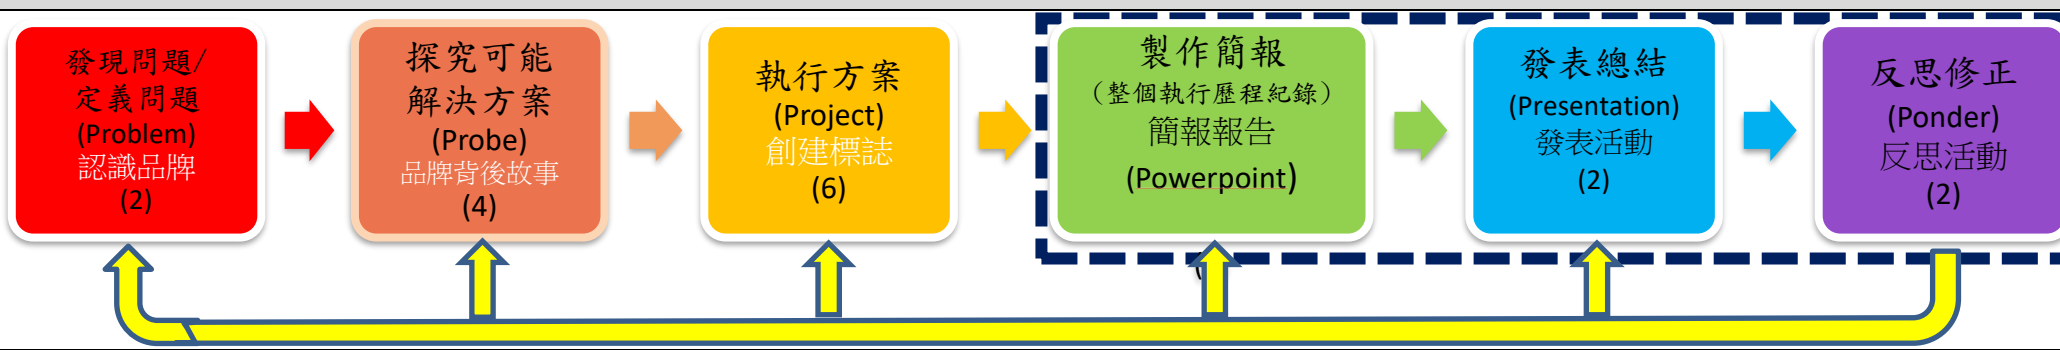 發現問題/
定義問題
(Problem)
認識品牌
(2)
探究可能
解決方案
(Probe)
品牌背後故事
(4)
執行方案
(Project)
創建標誌
(6)
製作簡報
（整個執行歷程紀錄）
簡報報告
(Powerpoint)
(
發表總結
(Presentation)
發表活動
(2)
反思修正
(Ponder)
反思活動
(2)